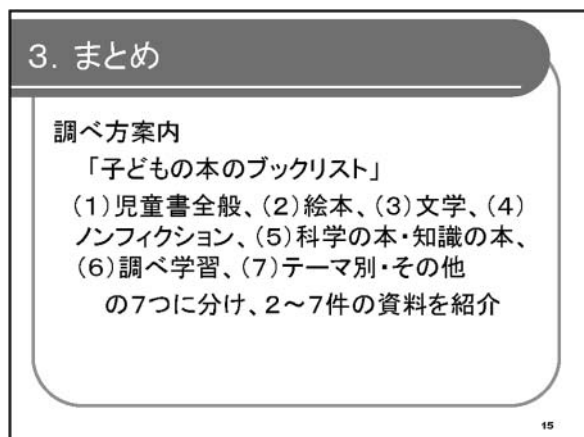 3. まとめ
調べ方案内
「子どもの本のブックリスト」
(1)児童書全般、(2)絵本、(3)文学、(4)
ノンフィクション、(5)科学の本・知識の本、
(6)調べ学習、(7)テーマ別・その他
の7つに分け、2～7件の資料を紹介
15